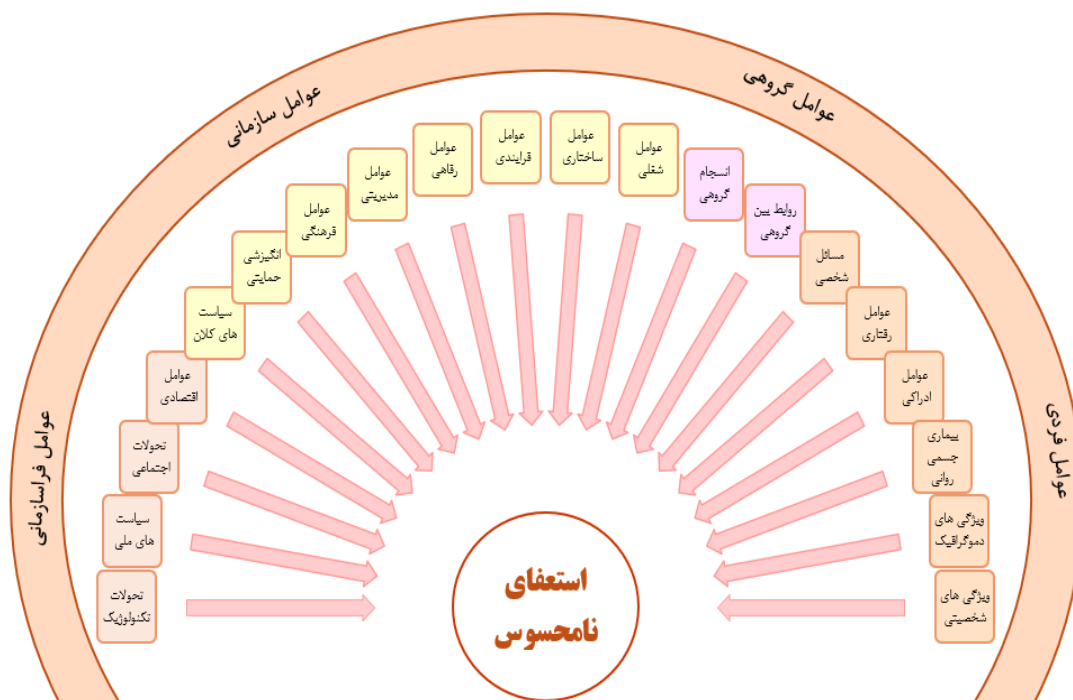 عوامل گروهی
عوامل سازمانی
عوامل فردی
عوامل فراسازمانی
ویژگی های
شخصیتی
ویژگی های
دموگرافیک
بیماری
جسمی
روانی
عوامل
ادراکی
عوامل
رفتاری
مسائل
شخصی
روابط بین
گروهی
انسجام
گروهی
عوامل
شغلی
عوامل
ساختاری
عوامل
فرایندی
عوامل
رفاهی
عوامل
مدیریتی
عوامل
فرهنگی
انگیزشی
حمایتی
سیاست
های کلان
عوامل
اقتصادی
تحولات
اجتماعی
سیاست
های ملی
تحولات
تکنولوژیک
استعفای
نامحسوس